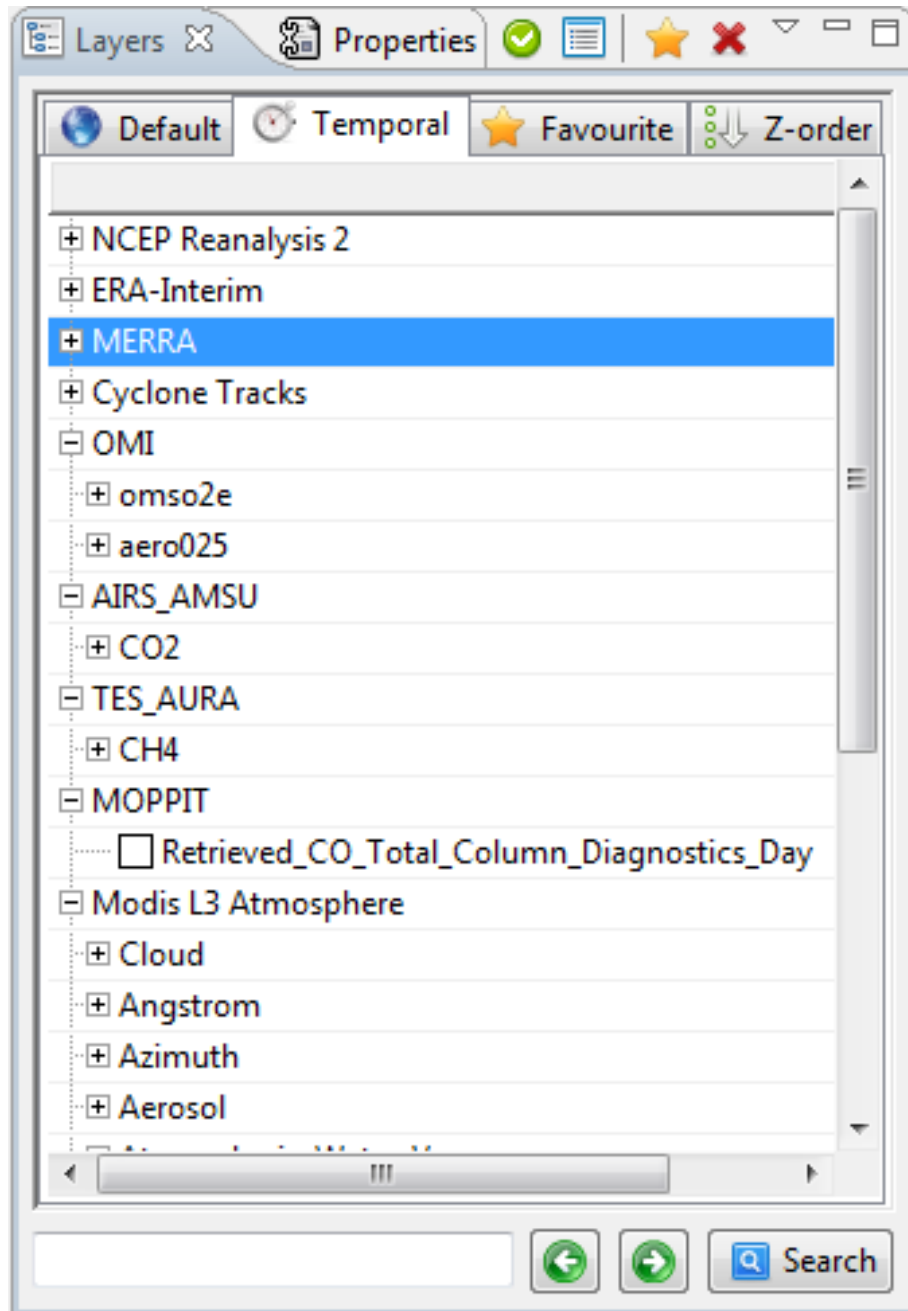 Layers Properties
Default Temporal Favourite Z-order
NCEP Reanalysis 2
ERA-Interim
MERRA
Cyclone Tracks
OMI
omso2e
aero025
AIRS_AMSU
CO2
TES_AURA
CH4
MOPPIT
Retrieved_CO_Total_Column_Diagnostics_Day
Modis L3 Atmosphere
Cloud
Angstrom
Azimuth
Aerosol
Search